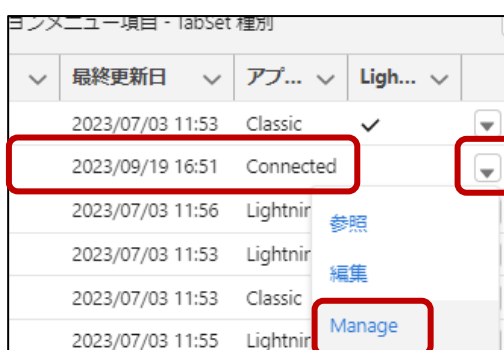 ョンメニュー項目 - TabSet 種別
最終更新日 アプ... Ligh...
2023/07/03 11:53 Classic
2023/09/19 16:51 Connected
2023/07/03 11:56 Lightnin
参照
2023/07/03 11:53 Lightnin
編集
2023/07/03 11:53 Classic
Manage
2023/07/03 11:55 Lightnin